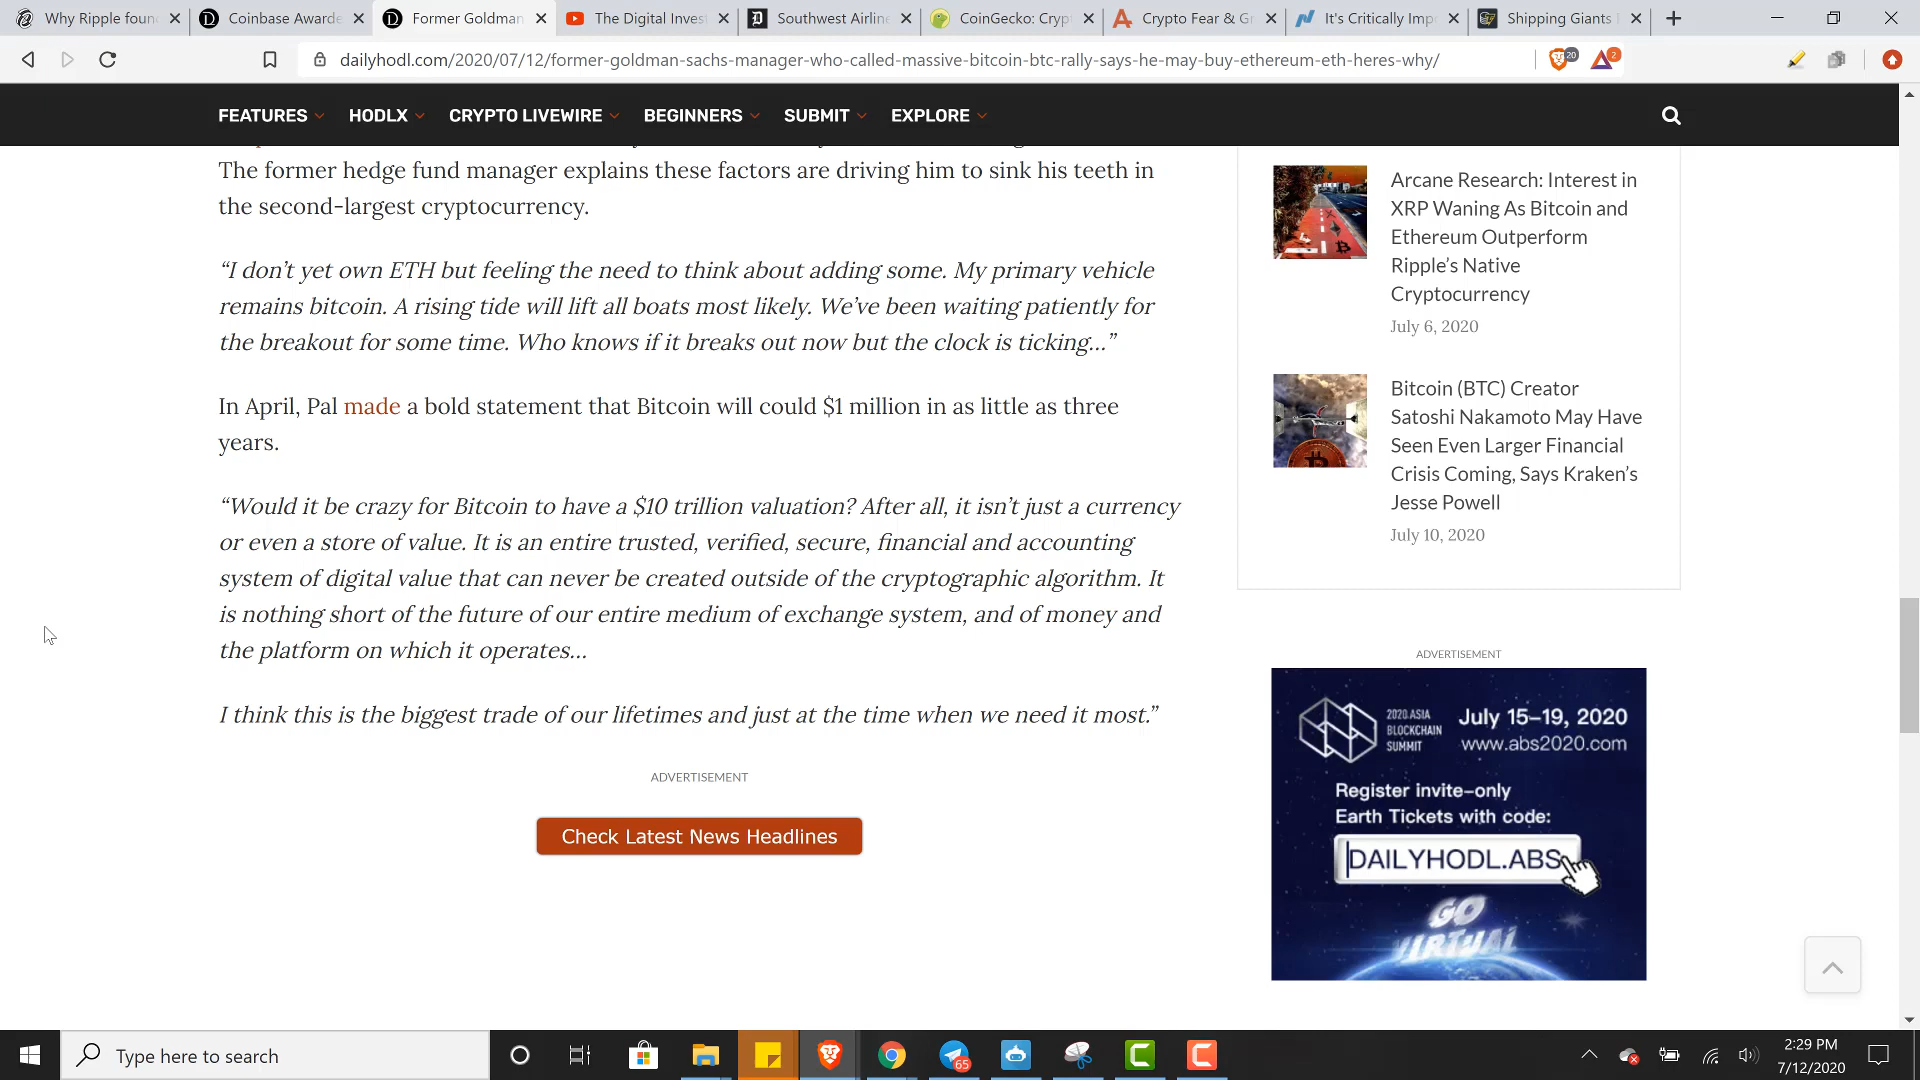 Why Ripple foun
Coinbase Awarde
Former Goldman
The Digital Inves
Southwest Airline
CoinGecko: Crypt
Crypto Fear & Gr
It's Critically Imp
Shipping Giants
dailyhodl.com/2020/07/12/former-goldman-sachs-manager-who-called-massive-bitcoin-btc-rally-says-he-may-buy-ethereum-eth-heres-why/
20
2
FEATURES HODLX CRYPTO LIVEWIRE BEGINNERS SUBMIT EXPLORE
The former hedge fund manager explains these factors are driving him to sink his teeth in
the second-largest cryptocurrency.
“I don’t yet own ETH but feeling the need to think about adding some. My primary vehicle
remains bitcoin. A rising tide will lift all boats most likely. We’ve been waiting patiently for
the breakout for some time. Who knows if it breaks out now but the clock is ticking…”
In April, Pal made a bold statement that Bitcoin will could $1 million in as little as three
years.
“Would it be crazy for Bitcoin to have a $10 trillion valuation? After all, it isn’t just a currency
or even a store of value. It is an entire trusted, verified, secure, financial and accounting
system of digital value that can never be created outside of the cryptographic algorithm. It
is nothing short of the future of our entire medium of exchange system, and of money and
the platform on which it operates…
I think this is the biggest trade of our lifetimes and just at the time when we need it most.”
ADVERTISEMENT
Check Latest News Headlines
Arcane Research: Interest in
XRP Waning As Bitcoin and
Ethereum Outperform
Ripple’s Native
Cryptocurrency
July 6, 2020
Bitcoin (BTC) Creator
Satoshi Nakamoto May Have
Seen Even Larger Financial
Crisis Coming, Says Kraken’s
Jesse Powell
July 10, 2020
ADVERTISEMENT
2020 ASIA
BLOCKCHAIN
SUMMIT
July 15–19, 2020
www.abs2020.com
Register invite-only
Earth Tickets with code:
DAILYHODL.ABS
GO
VIRTUAL
Type here to search
65
2:29 PM
7/12/2020